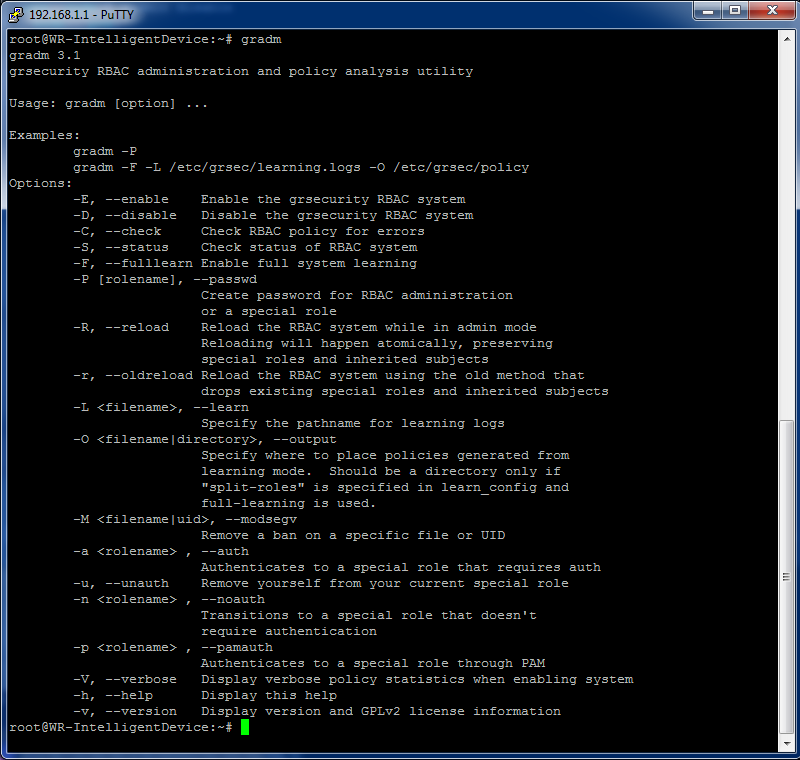 192.168.1.1 - PuTTY
root@WR-IntelligentDevice:~# gradm
gradm 3.1
grsecurity RBAC administration and policy analysis utility

Usage: gradm [option] ...

Examples:
        gradm -P
        gradm -F -L /etc/grsec/learning.logs -O /etc/grsec/policy
Options:
        -E, --enable    Enable the grsecurity RBAC system
        -D, --disable   Disable the grsecurity RBAC system
        -C, --check     Check RBAC policy for errors
        -S, --status    Check status of RBAC system
        -F, --fulllearn Enable full system learning
        -P [rolename], --passwd
                        Create password for RBAC administration
                        or a special role
        -R, --reload    Reload the RBAC system while in admin mode
                        Reloading will happen atomically, preserving
                        special roles and inherited subjects
        -r, --oldreload Reload the RBAC system using the old method that
                        drops existing special roles and inherited subjects
        -L <filename>, --learn
                        Specify the pathname for learning logs
        -O <filename|directory>, --output
                        Specify where to place policies generated from
                        learning mode.  Should be a directory only if
                        "split-roles" is specified in learn_config and
                        full-learning is used.
        -M <filename|uid>, --modsegv
                        Remove a ban on a specific file or UID
        -a <rolename> , --auth
                        Authenticates to a special role that requires auth
        -u, --unauth    Remove yourself from your current special role
        -n <rolename> , --noauth
                        Transitions to a special role that doesn't
                        require authentication
        -p <rolename> , --pamauth
                        Authenticates to a special role through PAM
        -V, --verbose   Display verbose policy statistics when enabling system
        -h, --help      Display this help
        -v, --version   Display version and GPLv2 license information
root@WR-IntelligentDevice:~#